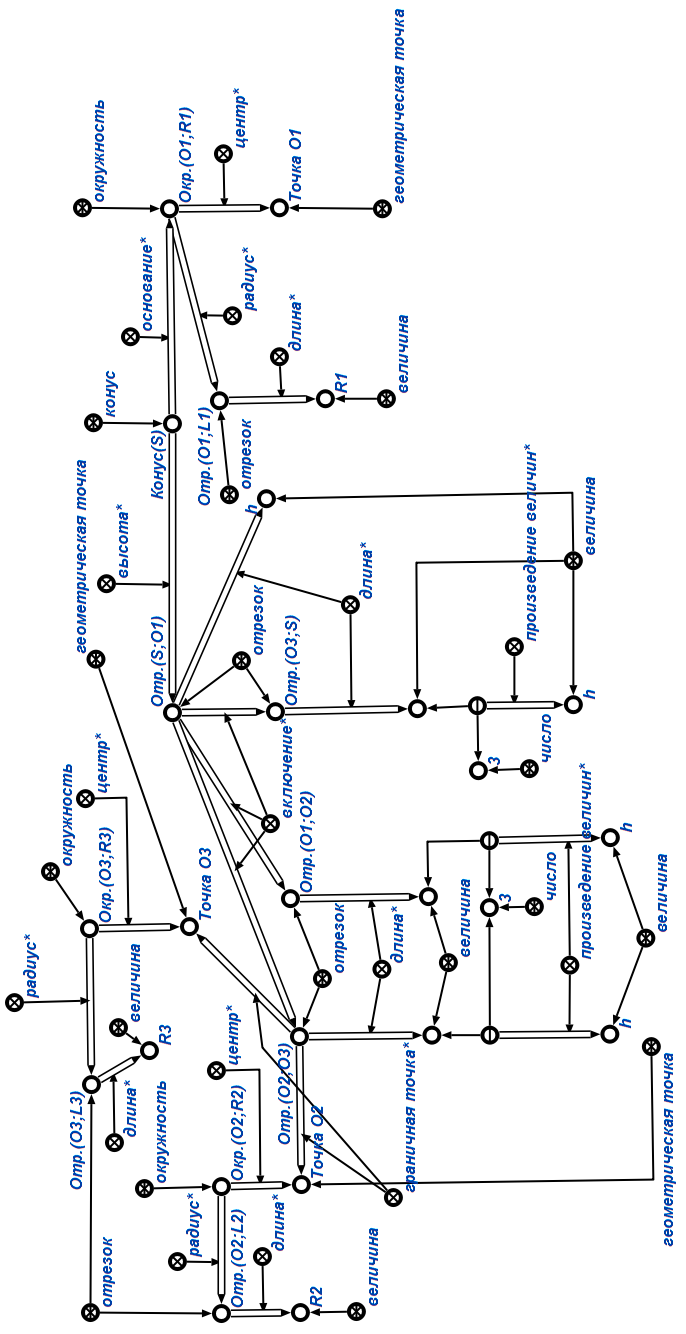 окружность
Окр.(O1;R1)
центр*
Точка O1
геометрическая точка
основание*
радиус*
длина*
R1
величина
конус
Конус(S)
Отр.(O1;L1)
отрезок
геометрическая точка
высота*
Отр.(S;O1)
h
отрезок
Отр.(O3;S)
длина*
произведение величин*
величина
h
3
число
включение*
Отр.(O1;O2)
окружность
центр*
Окр.(O3;R3)
Точка O3
радиус*
величина
R3
Отр.(O3;L3)
длина*
отрезок
длина*
величина
3
число
произведение величин*
h
величина
h
Отр.(O2;O3)
граничная точка*
Точка O2
центр*
Окр.(O2;R2)
окружность
радиус*
Отр.(O2;L2)
длина*
R2
величина
отрезок
геометрическая точка